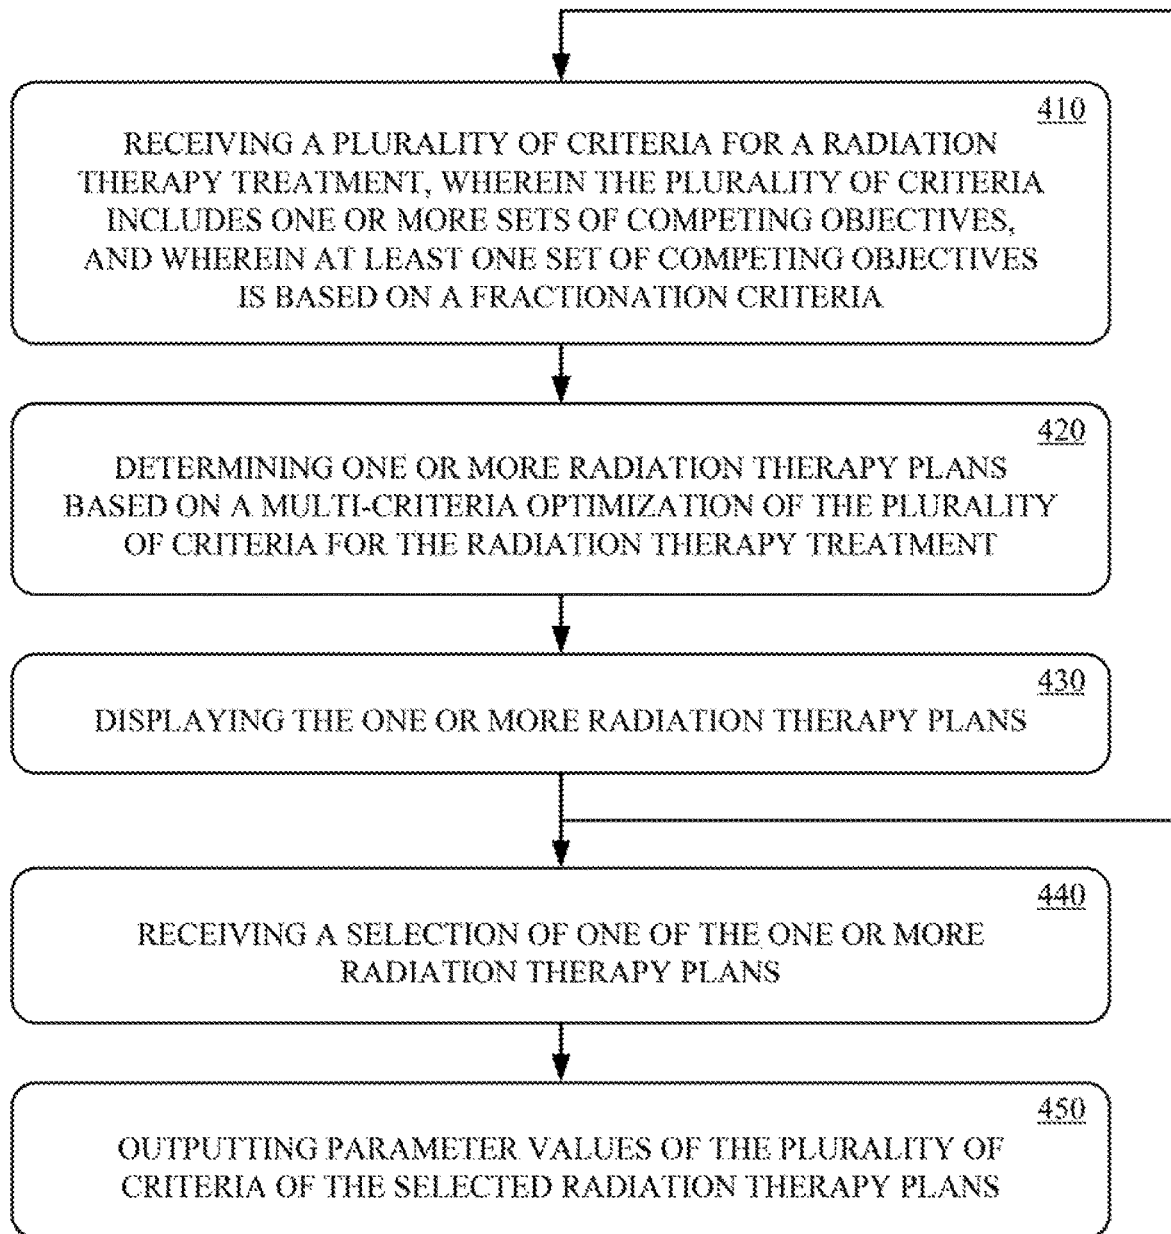 410
RECEIVING A PLURALITY OF CRITERIA FOR A RADIATION
THERAPY TREATMENT, WHEREIN THE PLURALITY OF CRITERIA
INCLUDES ONE OR MORE SETS OF COMPETING OBJECTIVES,
AND WHEREIN AT LEAST ONE SET OF COMPETING OBJECTIVES
IS BASED ON A FRACTIONATION CRITERIA
420
DETERMINING ONE OR MORE RADIATION THERAPY PLANS
BASED ON A MULTI-CRITERIA OPTIMIZATION OF THE PLURALITY
OF CRITERIA FOR THE RADIATION THERAPY TREATMENT
430
DISPLAYING THE ONE OR MORE RADIATION THERAPY PLANS
440
RECEIVING A SELECTION OF ONE OF THE ONE OR MORE
RADIATION THERAPY PLANS
450
OUTPUTTING PARAMETER VALUES OF THE PLURALITY OF
CRITERIA OF THE SELECTED RADIATION THERAPY PLANS